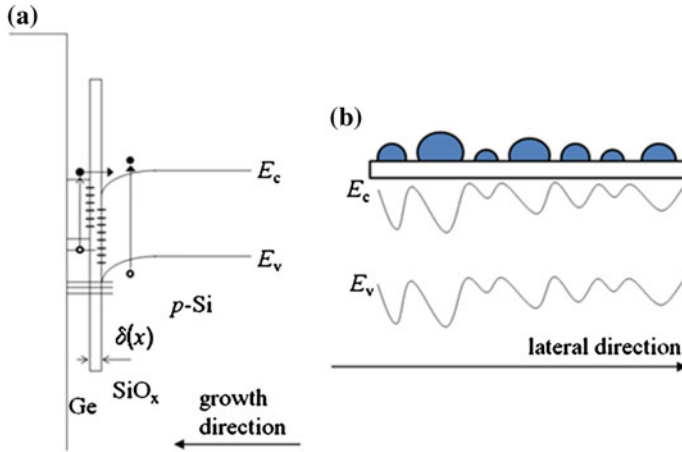 (a)
E_c
E_v
p-Si
δ(x)
SiO_x
Ge
growth
direction
(b)
E_c
E_v
lateral direction